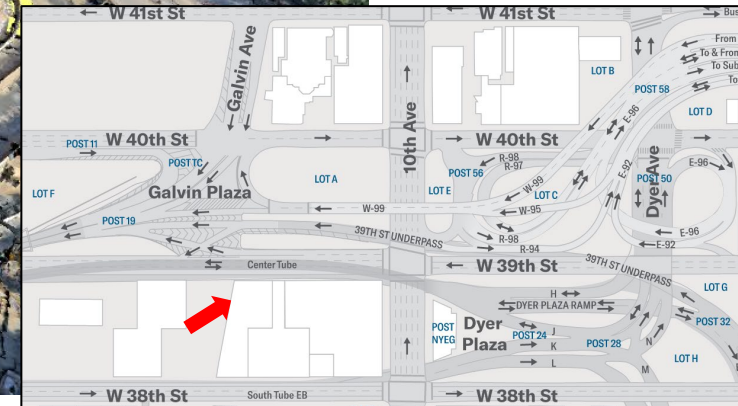 W 41st St
W 41st St
Bus
From
To & From
To Sub
To
Galvin Ave
10th Ave
LOT B
POST 58
E-96
LOT D
POST 11
W 40th St
W 40th St
POST TC
R-98
R-97
POST 56
E-92
Dyer Ave
POST 50
E-96
LOT F
Galvin Plaza
LOT A
LOT E
W-99
LOT C
W-99
W-95
POST 19
39TH ST UNDERPASS
R-98
R-94
E-96
E-92
Center Tube
W 39th St
39TH ST UNDERPASS
LOT G
H
DYER PLAZA RAMP
POST 32
POST NYEG
Dyer Plaza
POST 24
J
K
L
POST 28
N
M
LOT H
W 38th St
South Tube EB
W 38th St